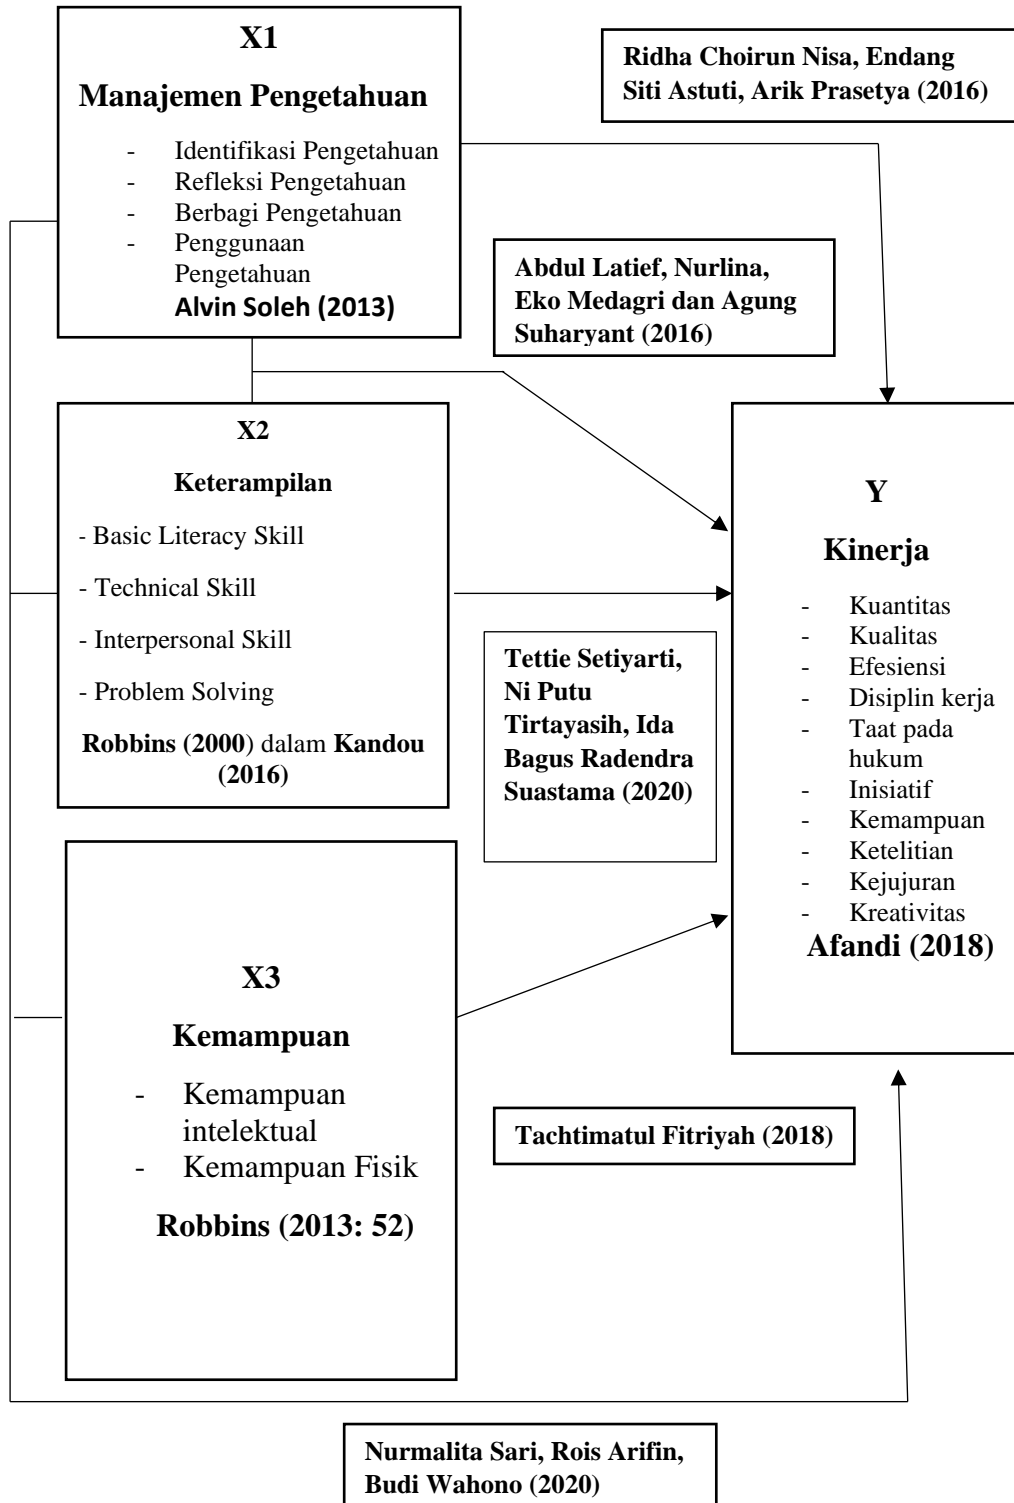 X1
Manajemen Pengetahuan
- Identifikasi Pengetahuan
- Refleksi Pengetahuan
- Berbagi Pengetahuan
- Penggunaan
Pengetahuan
Alvin Soleh (2013)
Ridha Choirun Nisa, Endang
Siti Astuti, Arik Prasetya (2016)
Abdul Latief, Nurlina,
Eko Medagri dan Agung
Suharyant (2016)
X2
Keterampilan
- Basic Literacy Skill
- Technical Skill
- Interpersonal Skill
- Problem Solving
Robbins (2000) dalam Kandou
(2016)
Y
Kinerja
- Kuantitas
- Kualitas
- Efesiensi
- Disiplin kerja
- Taat pada
hukum
- Inisiatif
- Kemampuan
- Ketelitian
- Kejujuran
- Kreativitas
Afandi (2018)
Tettie Setiyarti,
Ni Putu
Tirtayasih, Ida
Bagus Radendra
Suastama (2020)
X3
Kemampuan
- Kemampuan
intelektual
- Kemampuan Fisik
Robbins (2013: 52)
Tachtimatul Fitriyah (2018)
Nurmalita Sari, Rois Arifin,
Budi Wahono (2020)